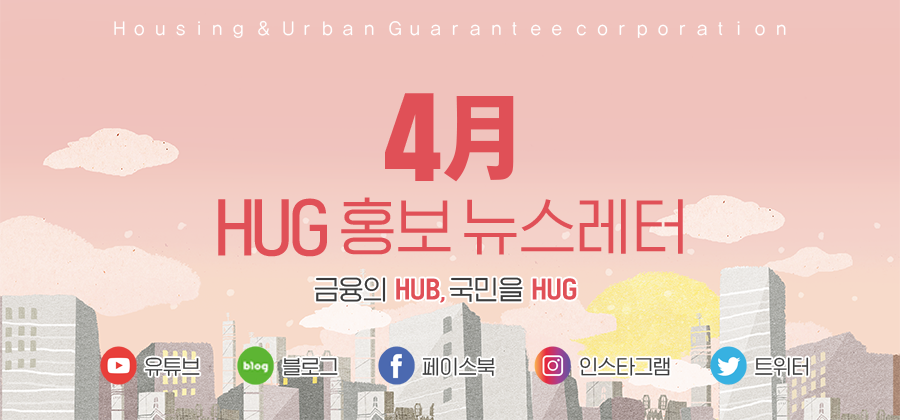 Housing & Urban Guarantee corporation
4月
HUG 홍보 뉴스레터
금융의 HUB, 국민을 HUG
유튜브 blog 블로그 f 페이스북 인스타그램 트위터